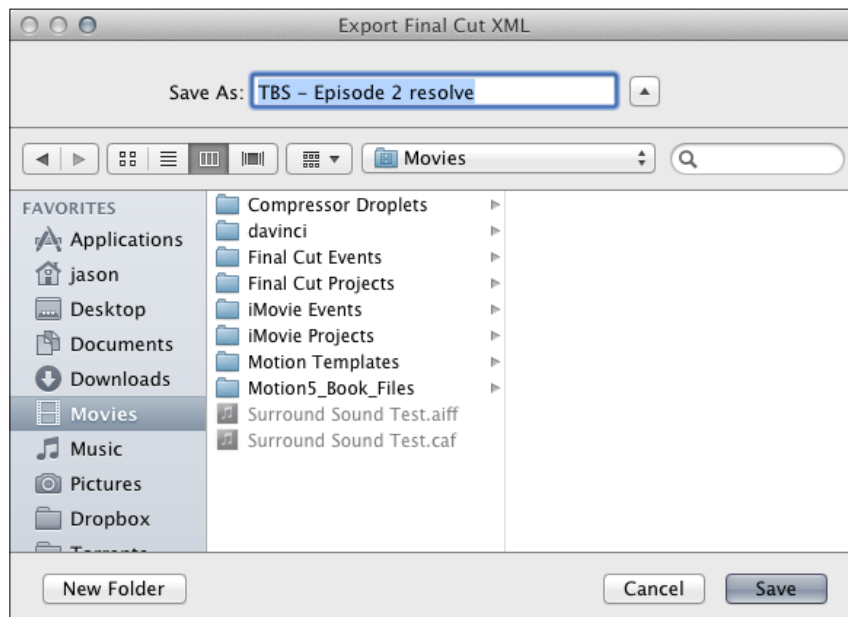 Export Final Cut XML
Save As: TBS – Episode 2 resolve
Movies
FAVORITES
Applications
jason
Desktop
Documents
Downloads
Movies
Music
Pictures
Dropbox
Compressor Droplets
davinci
Final Cut Events
Final Cut Projects
iMovie Events
iMovie Projects
Motion Templates
Motion5_Book_Files
Surround Sound Test.aiff
Surround Sound Test.caf
New Folder
Cancel
Save